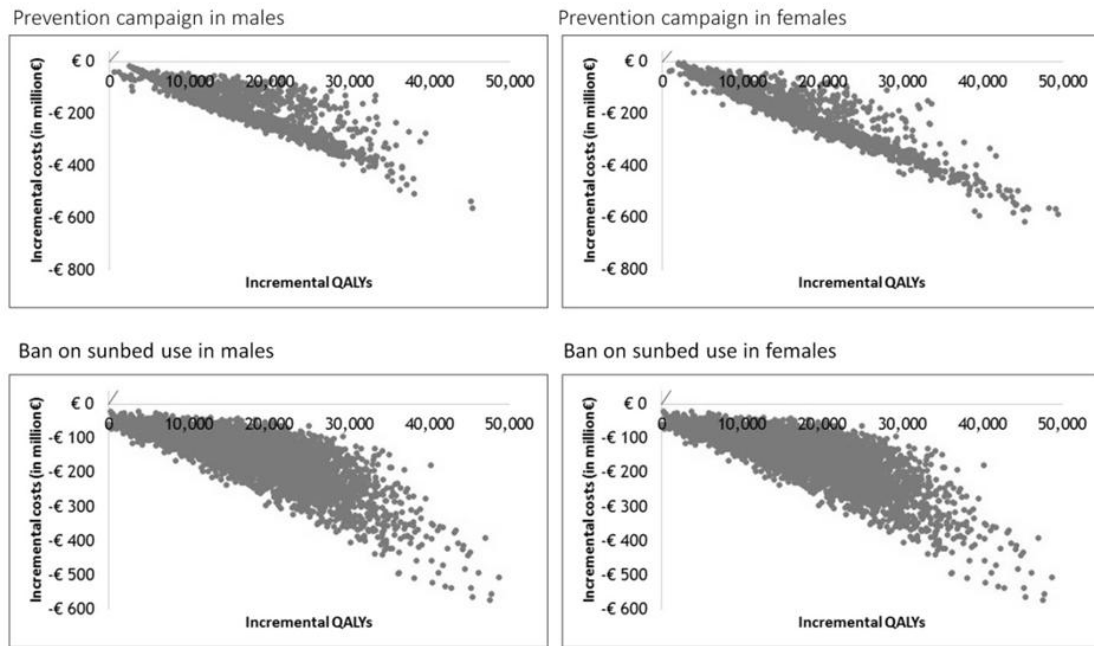 Prevention campaign in males
€ 0
-€ 200
-€ 400
-€ 600
-€ 800
0 10,000 20,000 30,000 40,000 50,000
Incremental costs (in million€)
Incremental QALYs
Prevention campaign in females
€ 0
-€ 200
-€ 400
-€ 600
-€ 800
0 10,000 20,000 30,000 40,000 50,000
Incremental costs (in million€)
Incremental QALYs
Ban on sunbed use in males
€ 0
-€ 100
-€ 200
-€ 300
-€ 400
-€ 500
-€ 600
0 10,000 20,000 30,000 40,000 50,000
Incremental costs (in million€)
Incremental QALYs
Ban on sunbed use in females
€ 0
-€ 100
-€ 200
-€ 300
-€ 400
-€ 500
-€ 600
0 10,000 20,000 30,000 40,000 50,000
Incremental costs (in million€)
Incremental QALYs